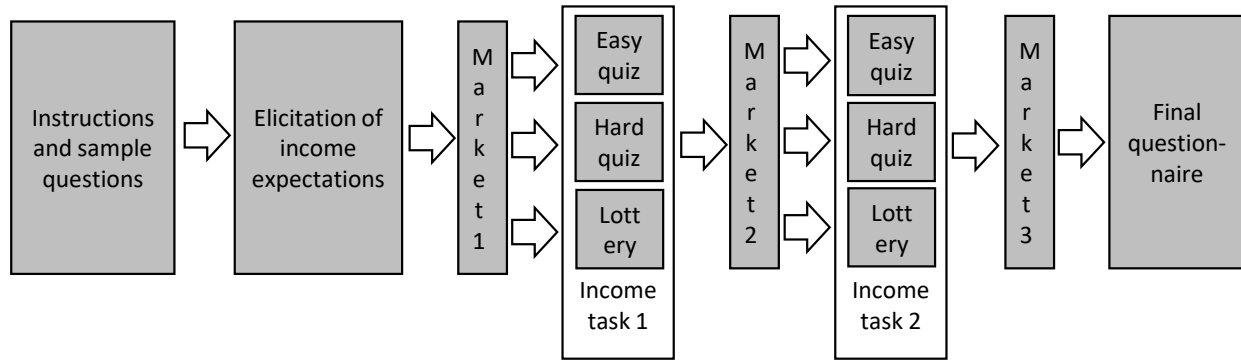 Instructions
and sample
questions
Elicitation of
income
expectations
M
a
r
k
e
t
1
Easy
quiz
Hard
quiz
Lott
ery
Income
task 1
M
a
r
k
e
t
2
Easy
quiz
Hard
quiz
Lott
ery
Income
task 2
M
a
r
k
e
t
3
Final
question-
naire